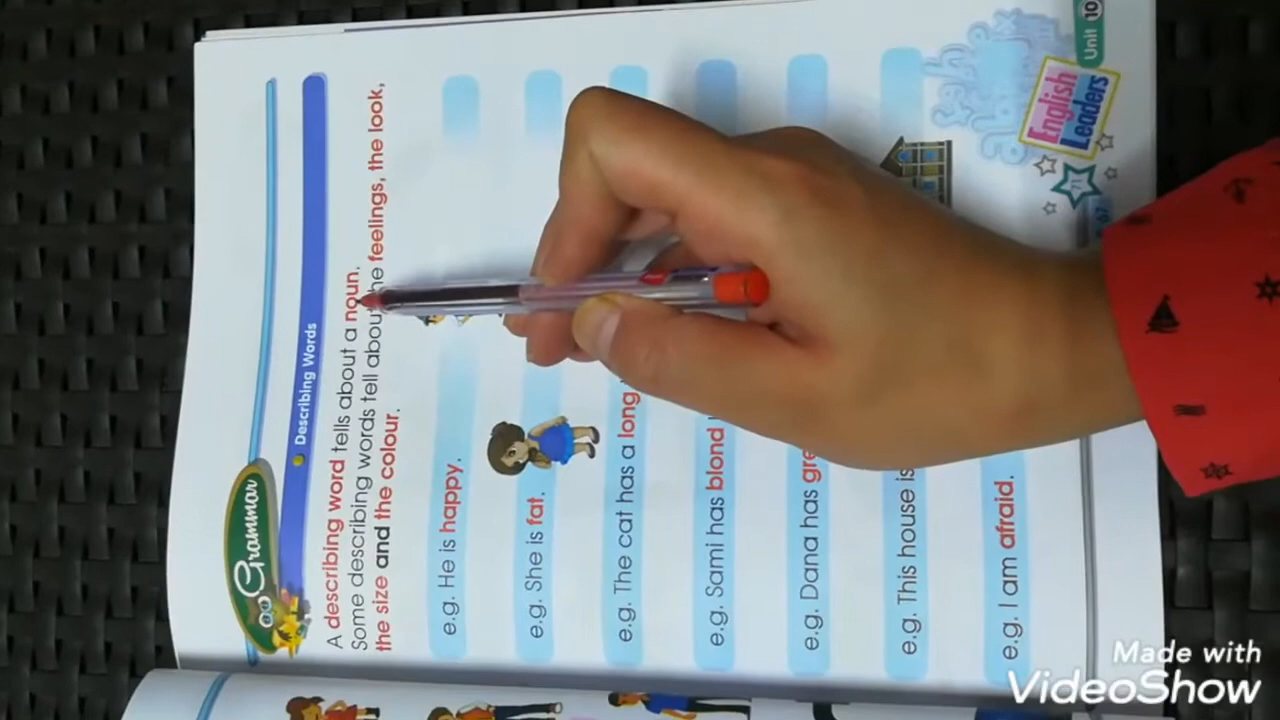 Grammar
Describing Words
A describing word tells about a noun.
Some describing words tell about the feelings, the look,
the size and the colour.
e.g. He is happy.
e.g. She is fat.
e.g. The cat has a long
e.g. Sami has blond
e.g. Dana has
e.g. This house is
e.g. I am afraid.
Unit 10
English
Leaders
71
67
Made with
VideoShow